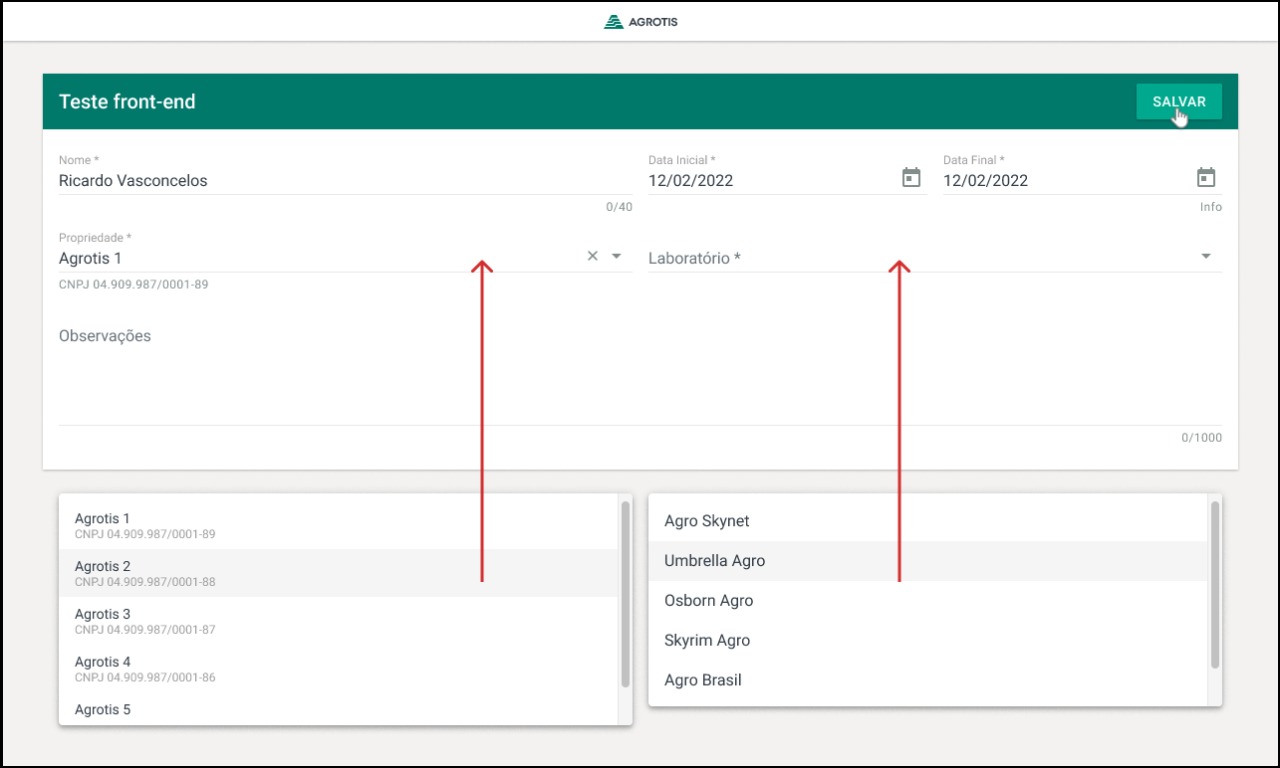 AGROTIS
Teste front-end
SALVAR
Nome *
Data Inicial *
Data Final *
Ricardo Vasconcelos
12/02/2022
12/02/2022
0/40
Info
Propriedade *
Agrotis 1
Laboratório *
CNPJ 04.909.987/0001-89
Observações
0/1000
Agrotis 1
CNPJ 04.909.987/0001-89
Agrotis 2
CNPJ 04.909.987/0001-88
Agrotis 3
CNPJ 04.909.987/0001-87
Agrotis 4
CNPJ 04.909.987/0001-86
Agrotis 5
Agro Skynet
Umbrella Agro
Osborn Agro
Skyrim Agro
Agro Brasil